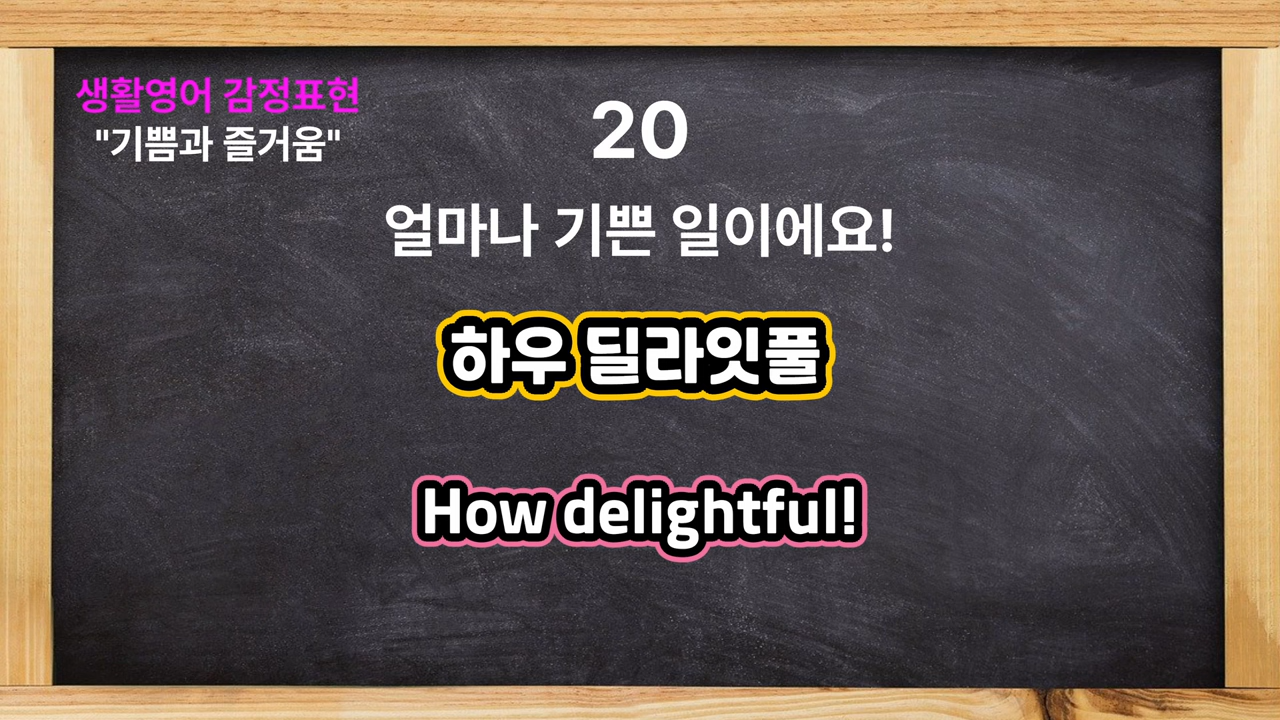 생활영어 감정표현
"기쁨과 즐거움"
20
얼마나 기쁜 일이에요!
하우 딜라잇풀
How delightful!